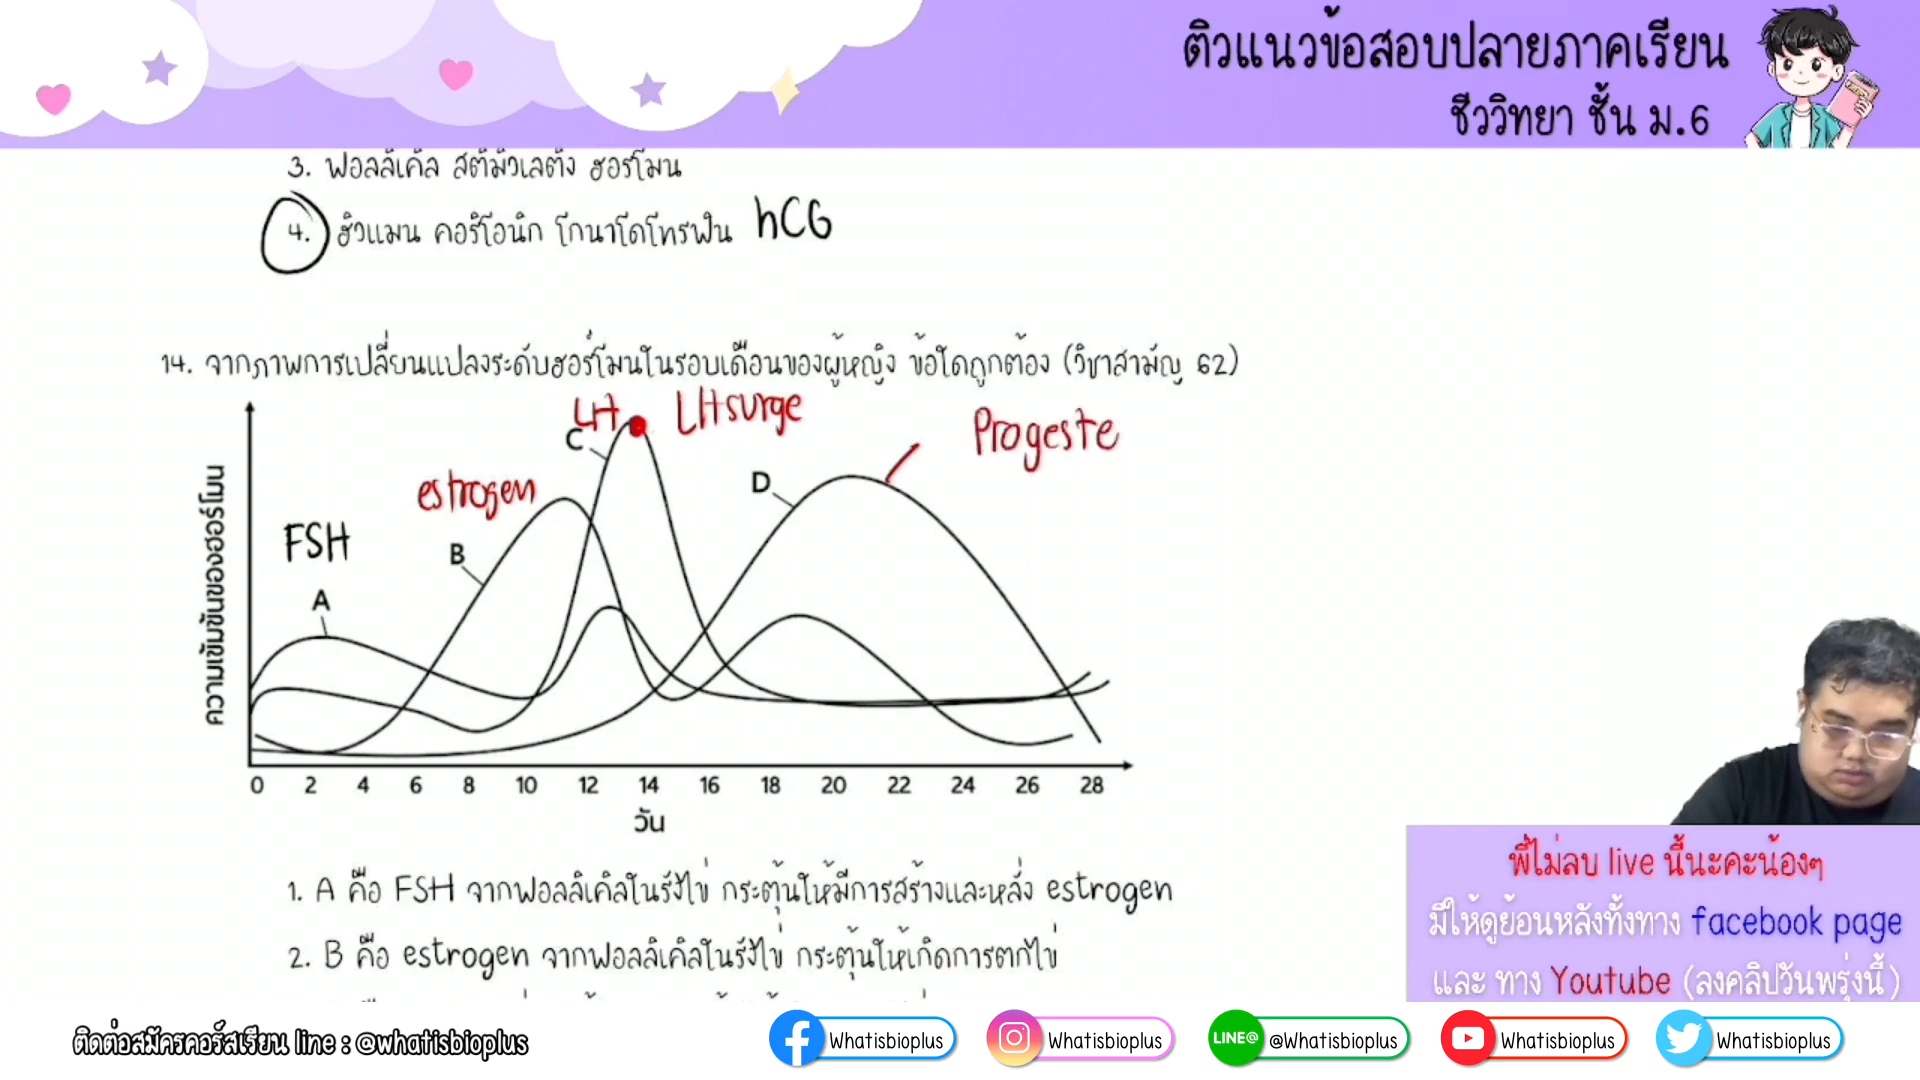 ติวแนวข้อสอบปลายภาคเรียน
ชีววิทยา ชั้น ม.6
3. ฟอลลิเคิล สติมิวเลติง ฮอร์โมน
4. ฮิวแมน คอริโอนิก โกนาโดโทรฟิน hCG
14. จากภาพการเปลี่ยนแปลงระดับฮอร์โมนในรอบเดือนของผู้หญิง ข้อใดถูกต้อง (วิชาสามัญ 62)
LH LH surge
C
Progeste
D
estrogen
FSH
B
A
ความเข้มข้นของฮอร์โมน
0 2 4 6 8 10 12 14 16 18 20 22 24 26 28
วัน
1. A คือ FSH จากฟอลลิเคิลในรังไข่ กระตุ้นให้มีการสร้างและหลั่ง estrogen
2. B คือ estrogen จากฟอลลิเคิลในรังไข่ กระตุ้นให้เกิดการตกไข่
พี่ไม่ลบ live นี้นะคะน้องๆ
มีให้ดูย้อนหลังทั้งทาง facebook page
และ ทาง Youtube (ลงคลิปวันพรุ่งนี้)
ติดต่อสมัครคอร์สเรียน line : @whatisbioplus
Whatisbioplus
Whatisbioplus
LINE@ @Whatisbioplus
Whatisbioplus
Whatisbioplus